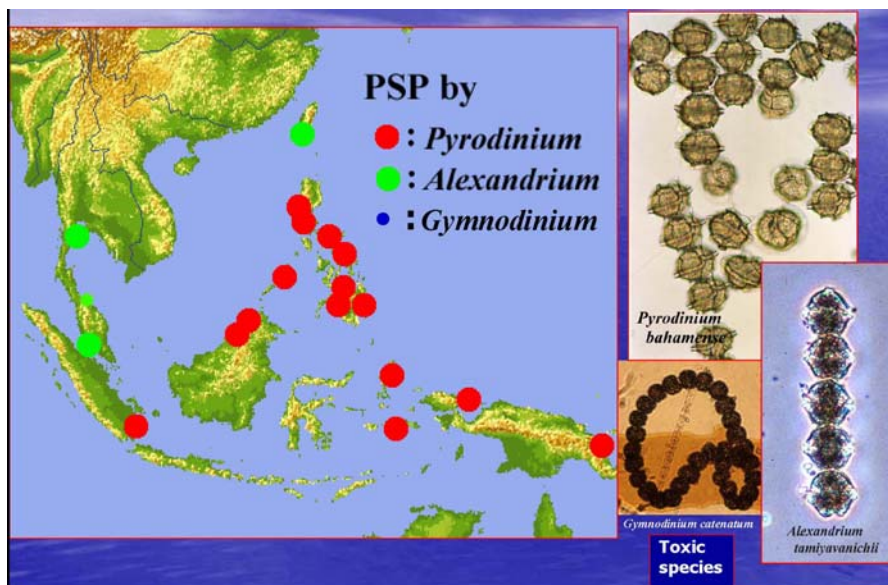 PSP by
: Pyrodinium
: Alexandrium
: Gymnodinium
Pyrodinium
bahamense
Gymnodinium catenatum
Alexandrium
tamiyavanichii
Toxic
species